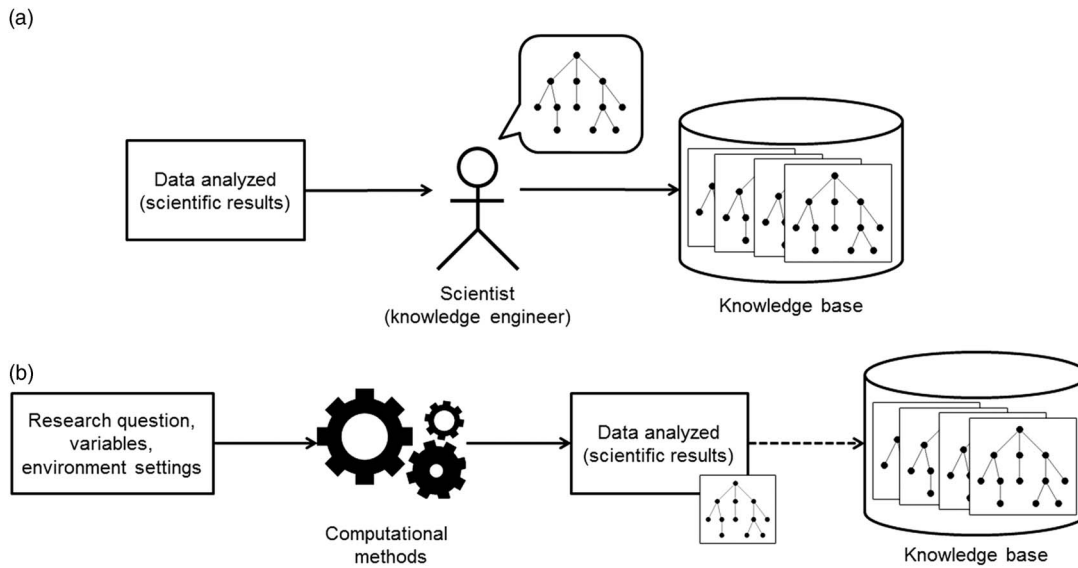 (a)
Data analyzed
(scientific results)
Scientist
(knowledge engineer)
Knowledge base
(b)
Research question,
variables,
environment settings
Computational
methods
Data analyzed
(scientific results)
Knowledge base